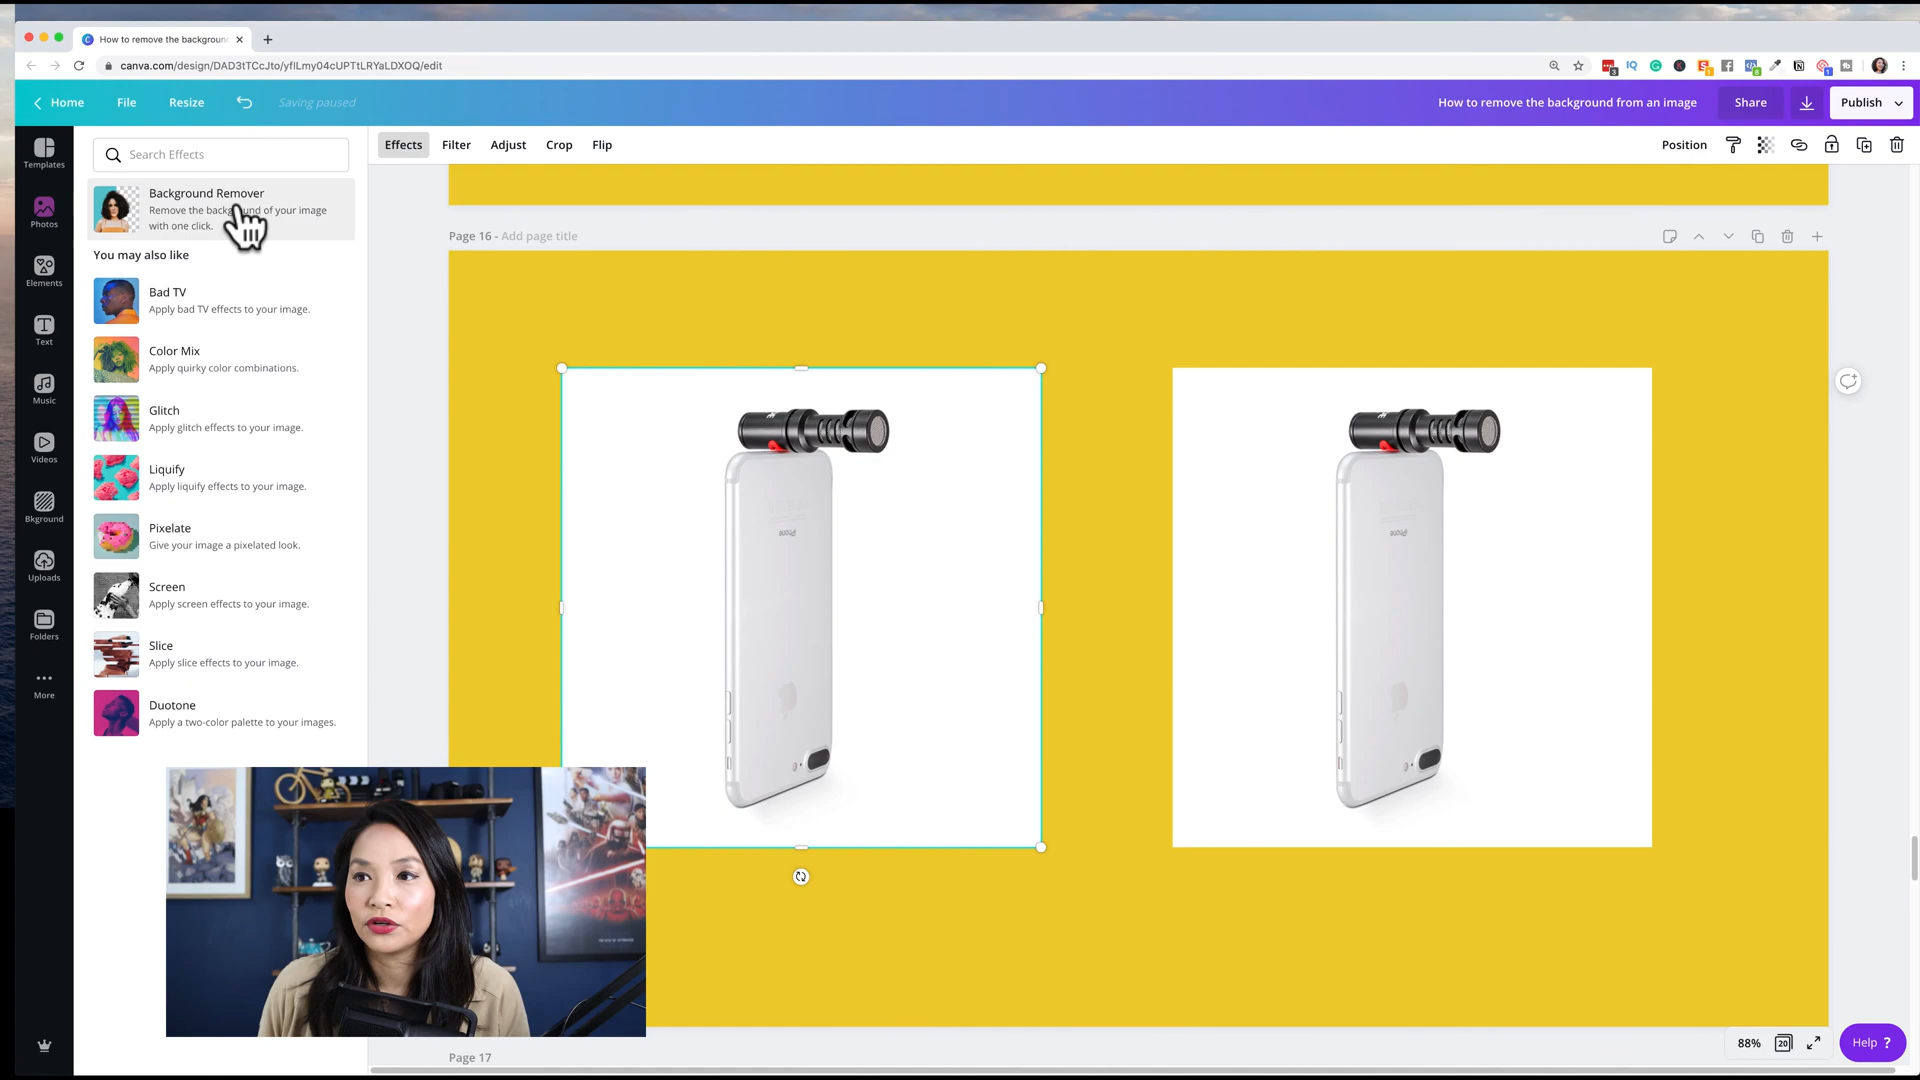 How to remove the backgroun
canva.com/design/DAD3tTCcJto/yflLmy04cUPTtLRYaLDXOQ/edit
Home
File
Resize
Saving paused
How to remove the background from an image
Share
Publish
Templates
Photos
Elements
Text
Music
Videos
Bkground
Uploads
Folders
More
Search Effects
Background Remover
Remove the background of your image
with one click.
You may also like
Bad TV
Apply bad TV effects to your image.
Color Mix
Apply quirky color combinations.
Glitch
Apply glitch effects to your image.
Liquify
Apply liquify effects to your image.
Pixelate
Give your image a pixelated look.
Screen
Apply screen effects to your image.
Slice
Apply slice effects to your image.
Duotone
Apply a two-color palette to your images.
Effects
Filter
Adjust
Crop
Flip
Position
Page 16 - Add page title
iPhone
iPhone
Page 17
88%
20
Help ?